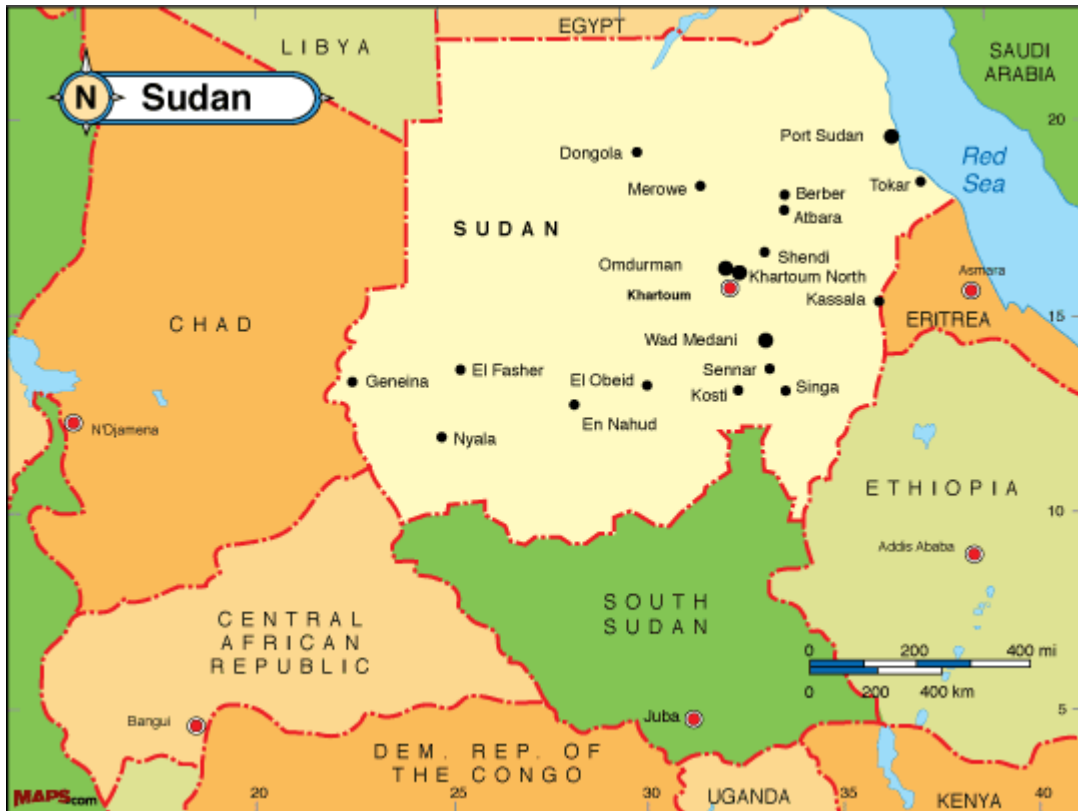 EGYPT
LIBYA
SAUDI
ARABIA
N
Sudan
20
Port Sudan
Dongola
Red
Sea
Merowe
Tokar
Berber
Atbara
SUDAN
Shendi
Omdurman
Khartoum North
Asmara
Khartoum
Kassala
CHAD
15
ERITREA
Wad Medani
El Fasher
Sennar
Geneina
El Obeid
Kosti
Singa
N'Djamena
En Nahud
Nyala
ETHIOPIA
10
Addis Ababa
CENTRAL
AFRICAN
REPUBLIC
SOUTH
SUDAN
0 200 400 mi
0 200 400 km
5
Bangui
Juba
DEM. REP. OF
THE CONGO
MAPS.com
20
25
30
35
40
UGANDA
KENYA